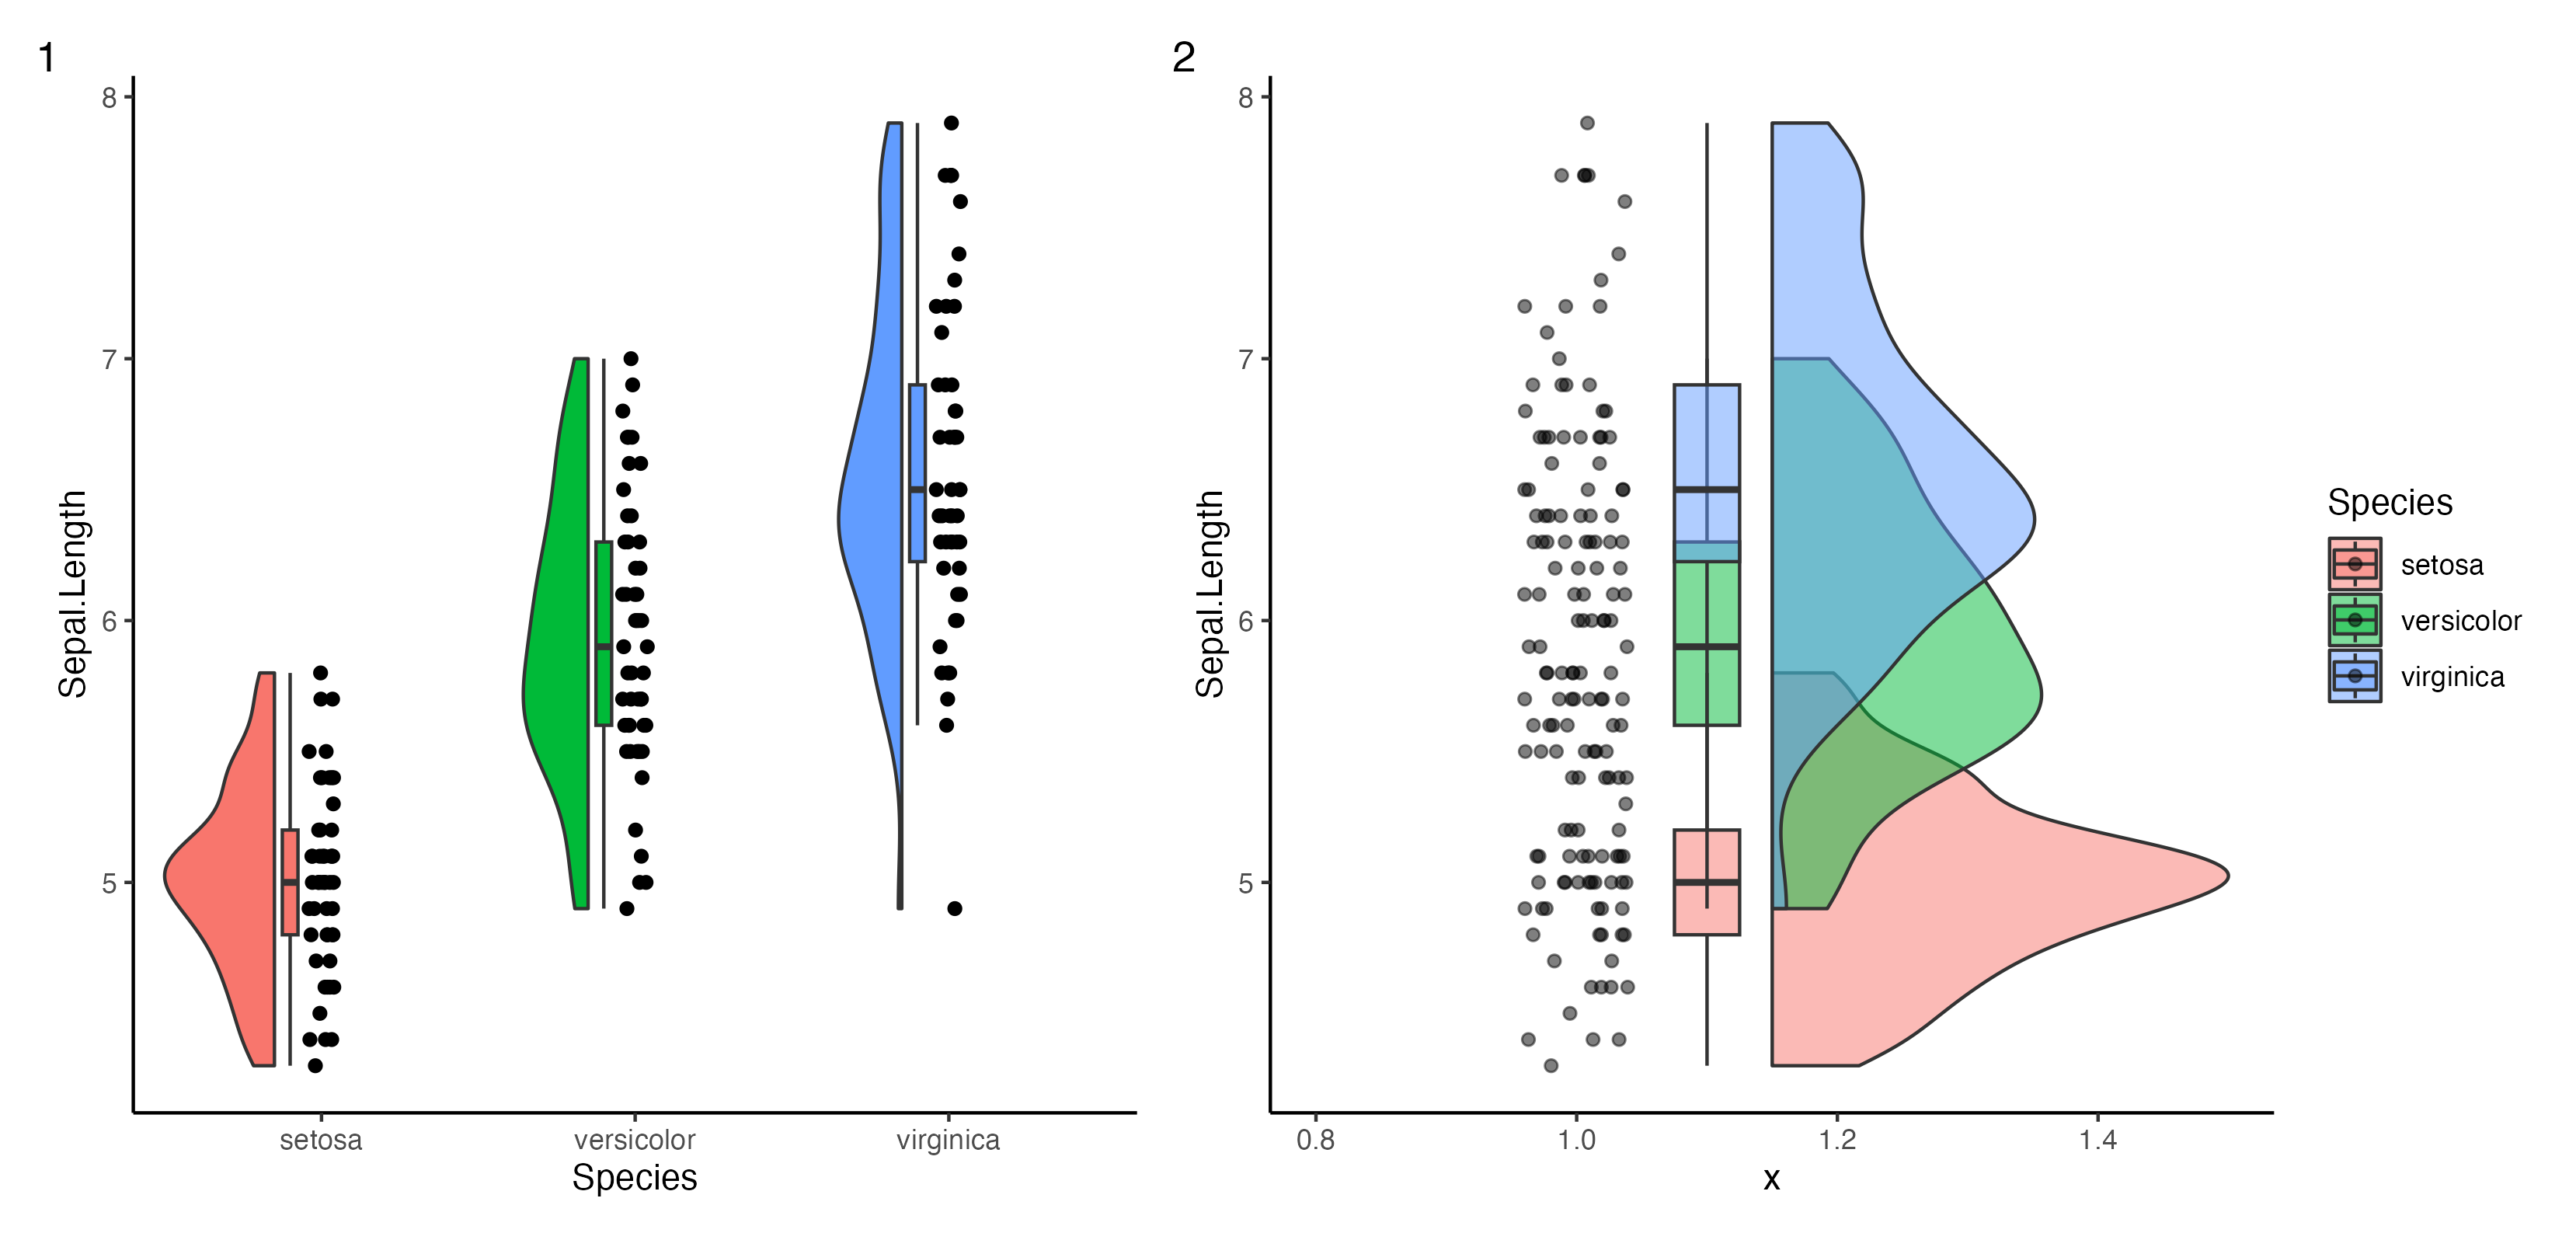 1
8
7
6
5
Sepal.Length
setosa versicolor virginica
Species
2
8
7
6
5
Sepal.Length
0.8 1.0 1.2 1.4
x
Species
setosa
versicolor
virginica